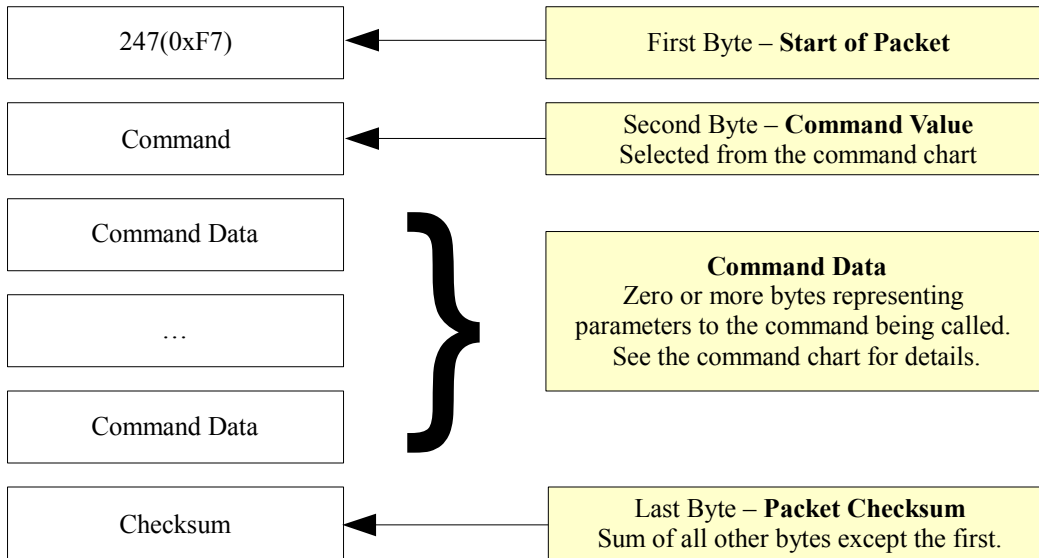 247(0xF7)
First Byte – Start of Packet
Command
Second Byte – Command Value
Selected from the command chart
Command Data
…
Command Data
Command Data
Zero or more bytes representing
parameters to the command being called.
See the command chart for details.
Checksum
Last Byte – Packet Checksum
Sum of all other bytes except the first.